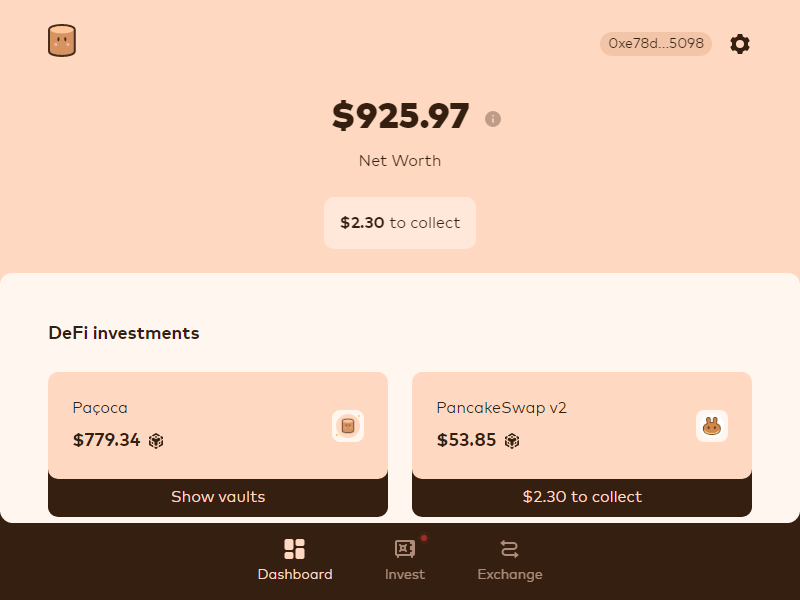 0xe78d...5098
$925.97
Net Worth
$2.30 to collect
DeFi investments
Paçoca
$779.34
Show vaults
PancakeSwap v2
$53.85
$2.30 to collect
Dashboard
Invest
Exchange